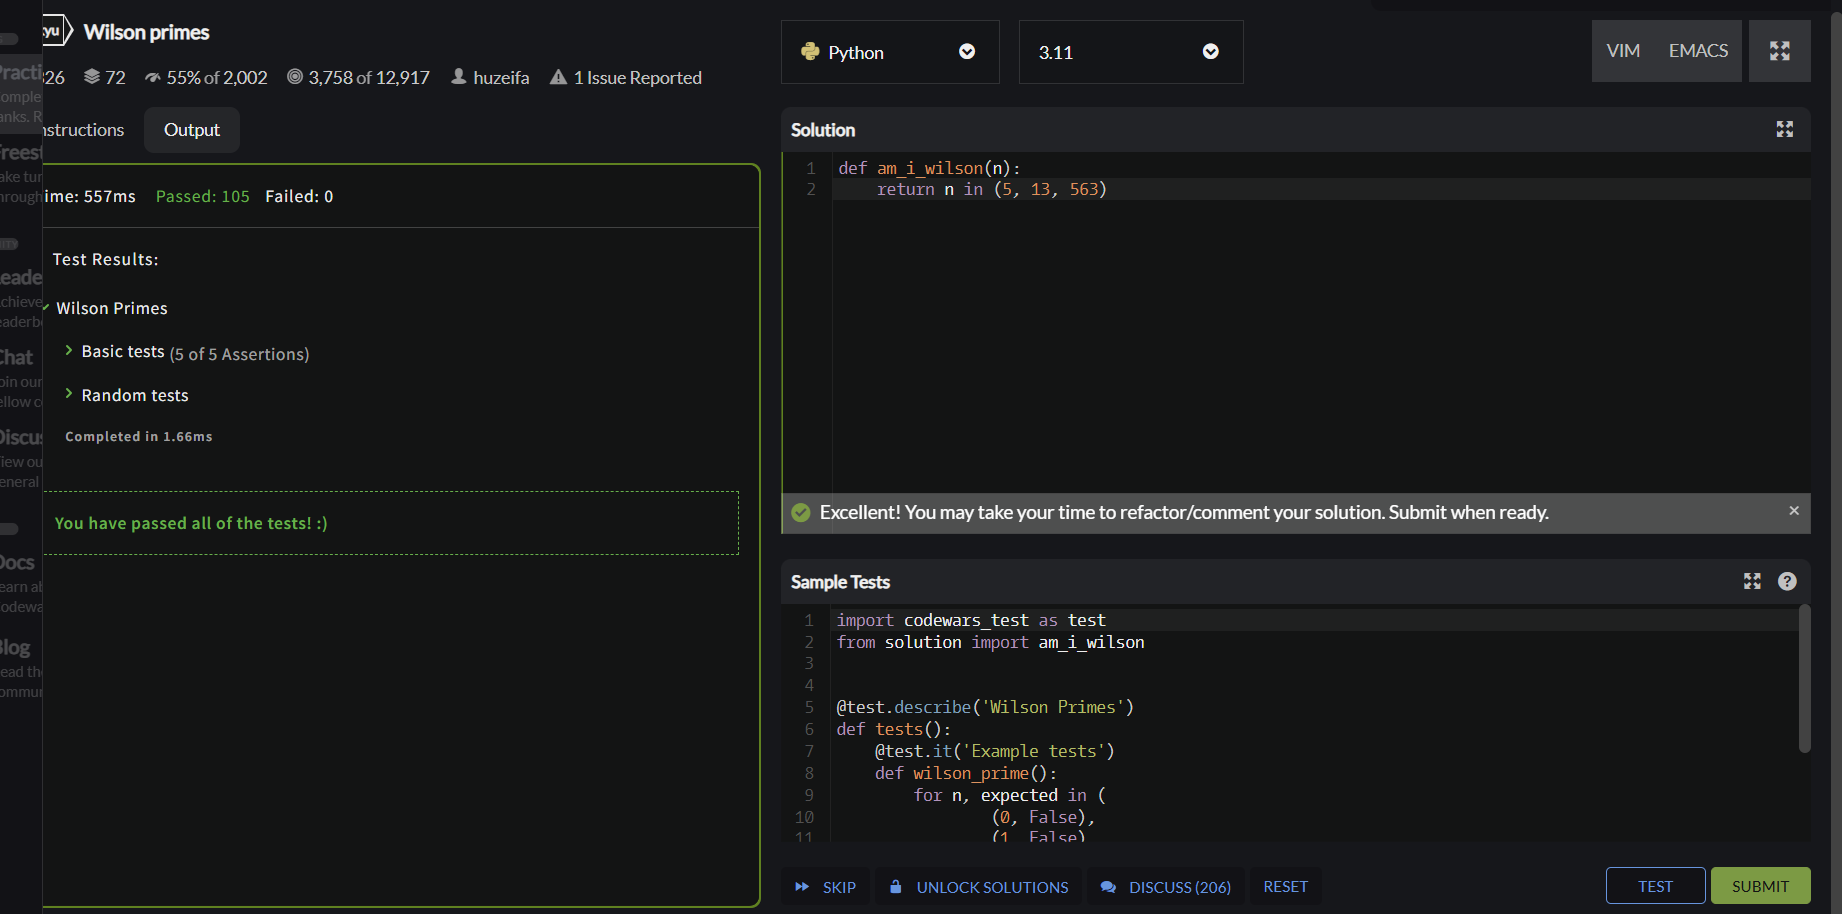 yu
Wilson primes
326 72 55% of 2,002 3,758 of 12,917 huzeifa 1 Issue Reported
nstructions Output
ime: 557ms Passed: 105 Failed: 0
Test Results:
Wilson Primes
Basic tests (5 of 5 Assertions)
Random tests
Completed in 1.66ms
You have passed all of the tests! :)
Practi
omple
anks. R
Frees
ake tur
hrough
eade
chieve
eaderb
Chat
oin our
ellow c
Discus
iew ou
eneral
Docs
earn ab
odewa
Blog
ead th
ommun
Python 3.11 VIM EMACS
Solution
1 def am_i_wilson(n):
2 return n in (5, 13, 563)
Excellent! You may take your time to refactor/comment your solution. Submit when ready. ×
Sample Tests ?
1 import codewars_test as test
2 from solution import am_i_wilson
3
4
5 @test.describe('Wilson Primes')
6 def tests():
7 @test.it('Example tests')
8 def wilson_prime():
9 for n, expected in (
10 (0, False),
11 (1, False)
SKIP UNLOCK SOLUTIONS DISCUSS (206) RESET TEST SUBMIT